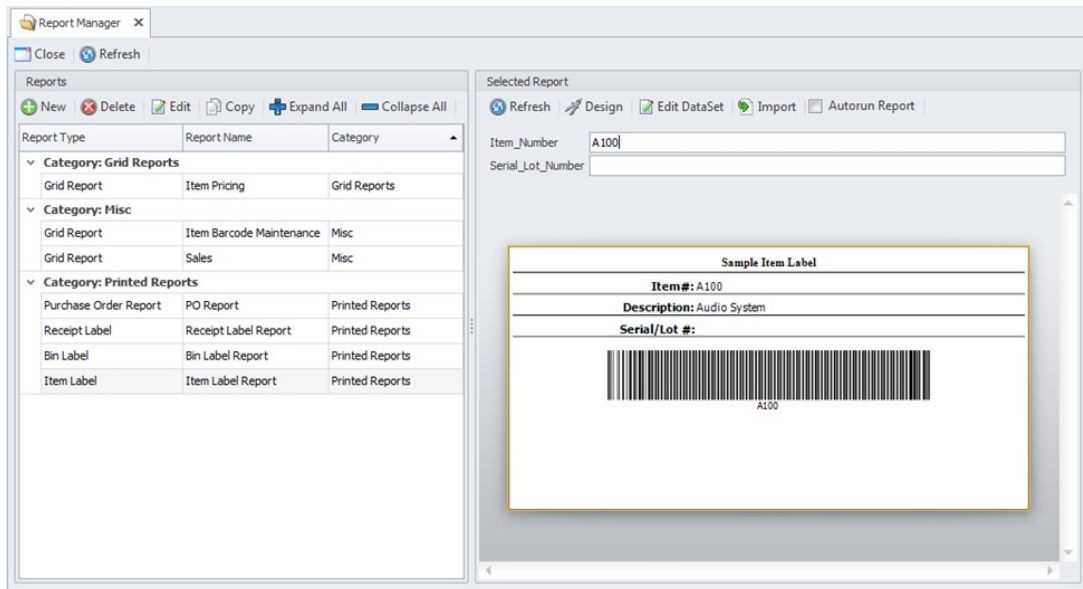 Report Manager
Close Refresh
Reports
New Delete Edit Copy Expand All Collapse All
Report Type Report Name Category
Category: Grid Reports
Grid Report Item Pricing Grid Reports
Category: Misc
Grid Report Item Barcode Maintenance Misc
Grid Report Sales Misc
Category: Printed Reports
Purchase Order Report PO Report Printed Reports
Receipt Label Receipt Label Report Printed Reports
Bin Label Bin Label Report Printed Reports
Item Label Item Label Report Printed Reports
Selected Report
Refresh Design Edit DataSet Import Autorun Report
Item_Number A100
Serial_Lot_Number
Sample Item Label
Item#: A100
Description: Audio System
Serial/Lot #:
A100